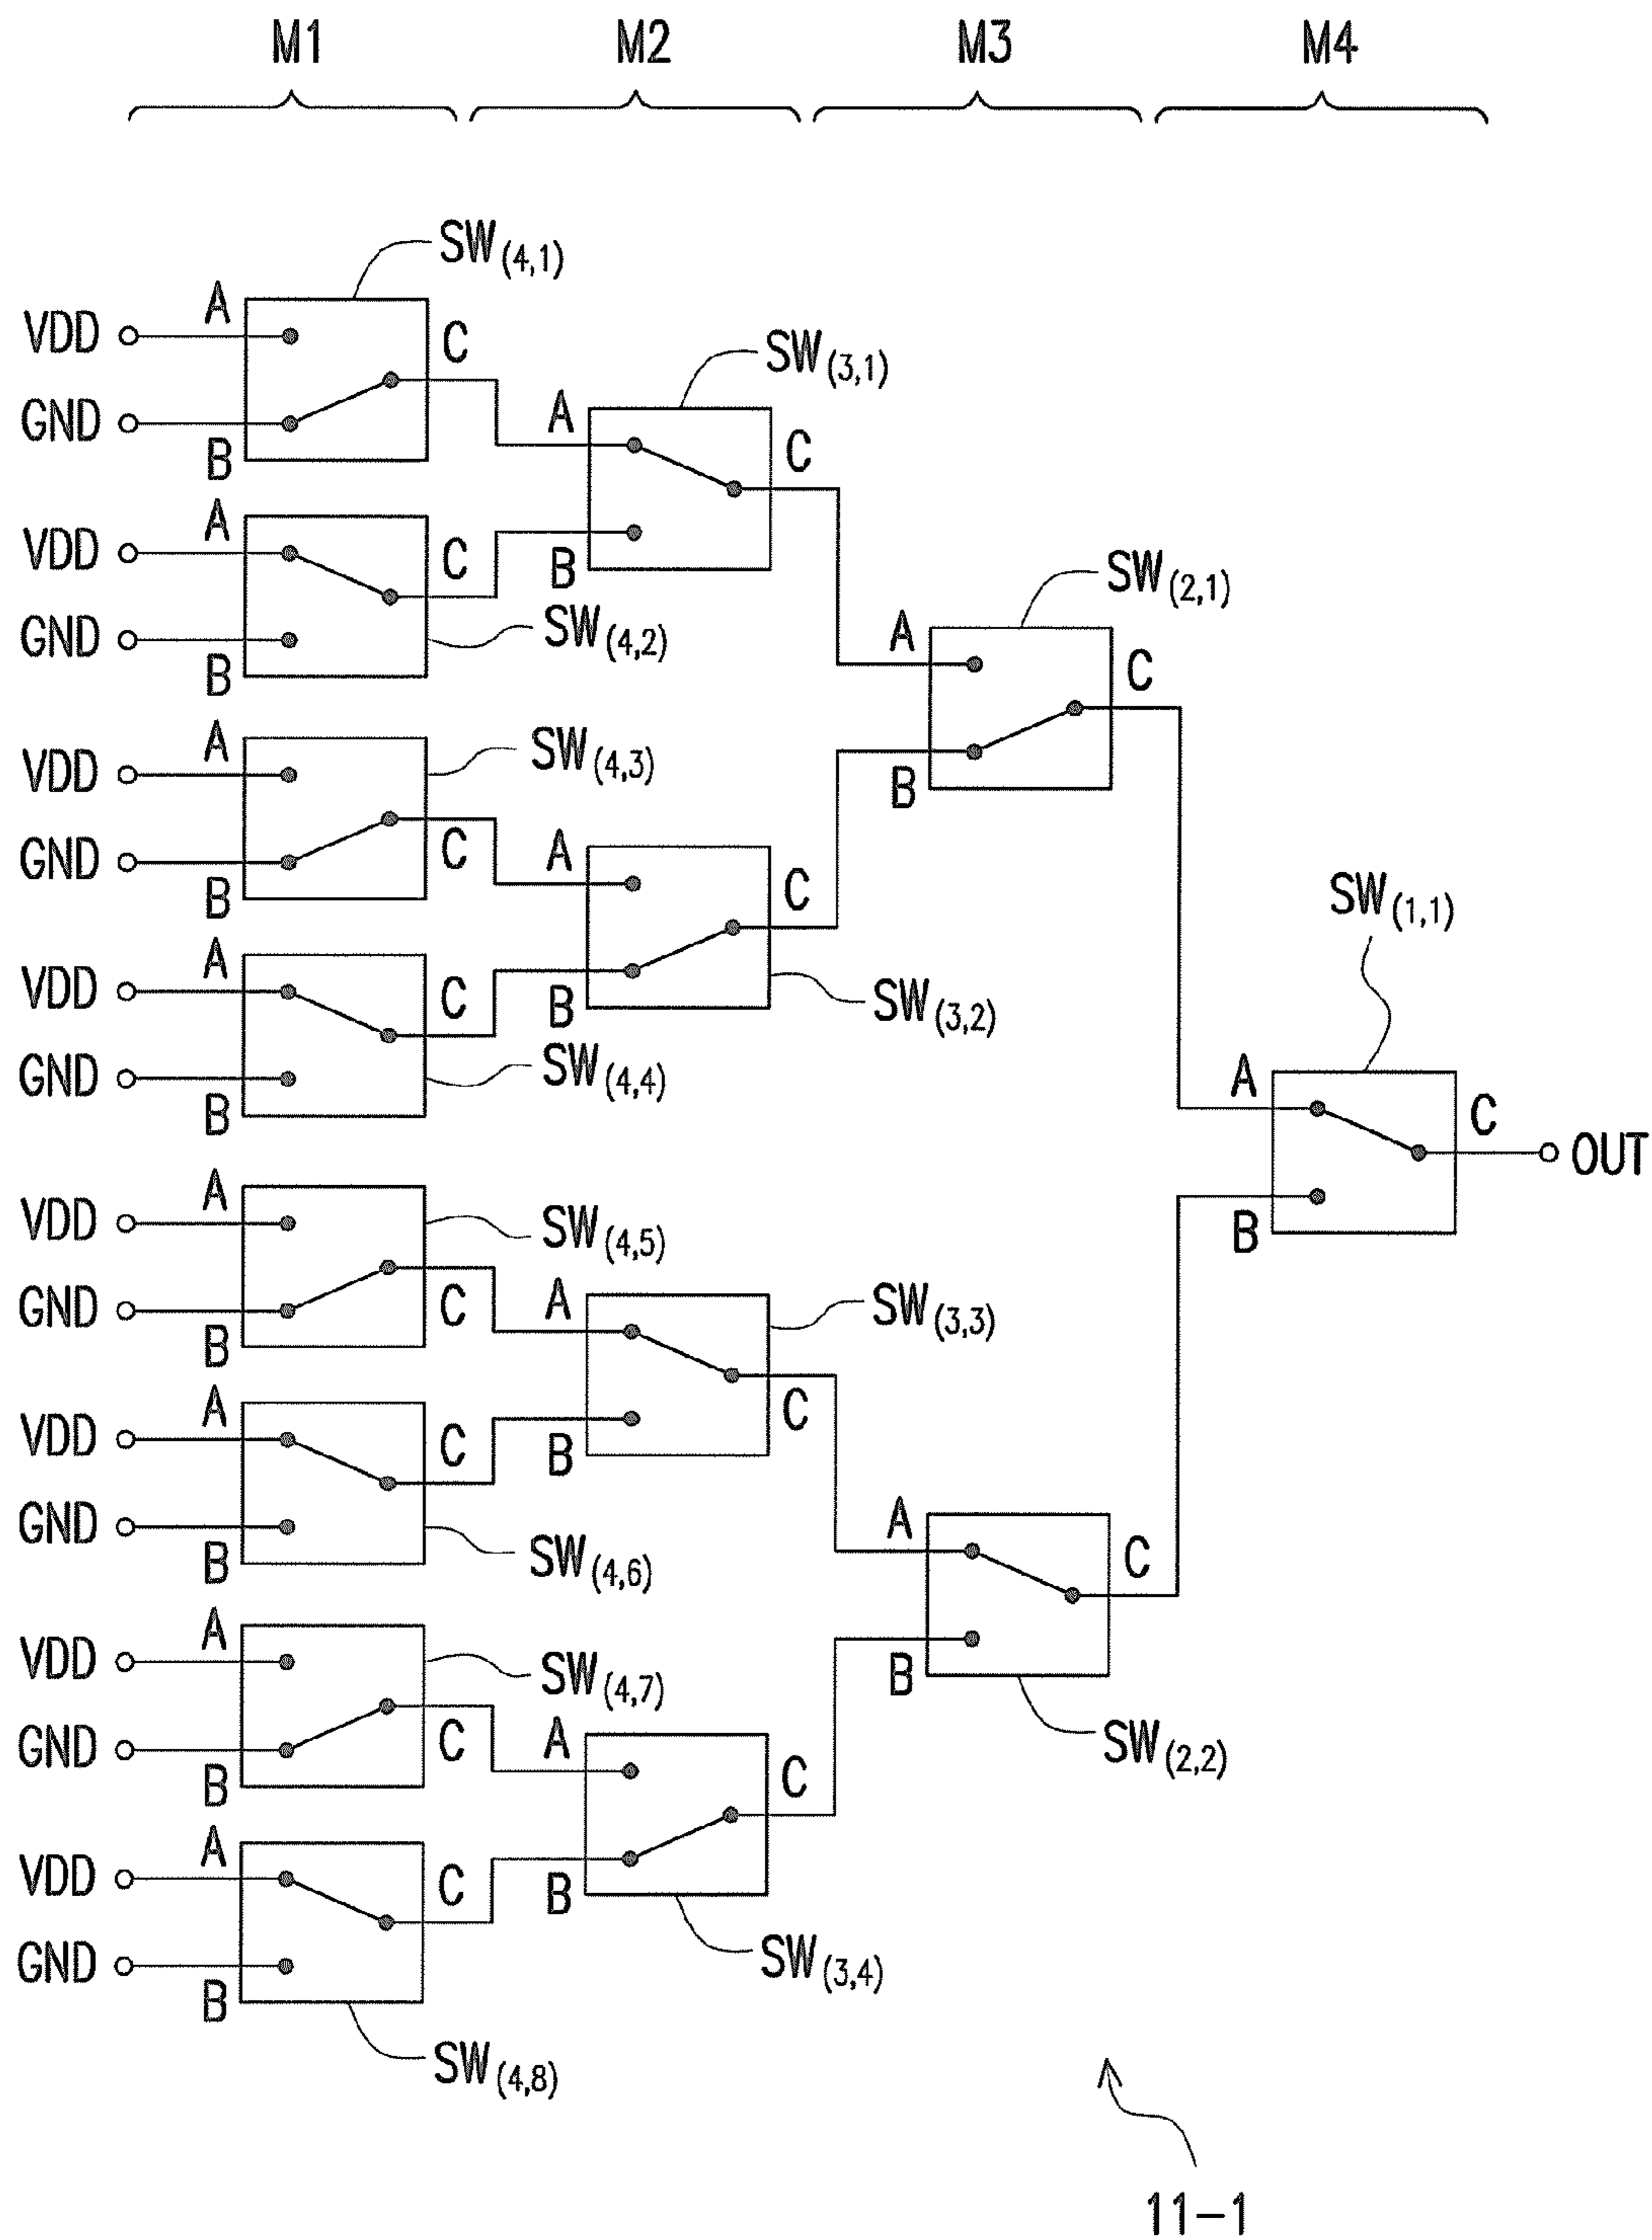 M1 M2 M3 M4
SW(4,1)
A
VDD
C
SW(3,1)
GND
A
B
C
A
VDD
C
B
SW(2,1)
GND
SW(4,2)
A
B
C
A
SW(4,3)
VDD
B
GND
C
A
B
C
SW(1,1)
A
VDD
C
B
SW(3,2)
GND
SW(4,4)
A
B
C
OUT
A
VDD
SW(4,5)
B
GND
C
A
SW(3,3)
B
A
C
VDD
C
B
A
GND
SW(4,6)
C
B
A
VDD
SW(4,7)
B
GND
C
A
SW(2,2)
B
C
A
VDD
C
B
GND
SW(3,4)
B
SW(4,8)
11-1